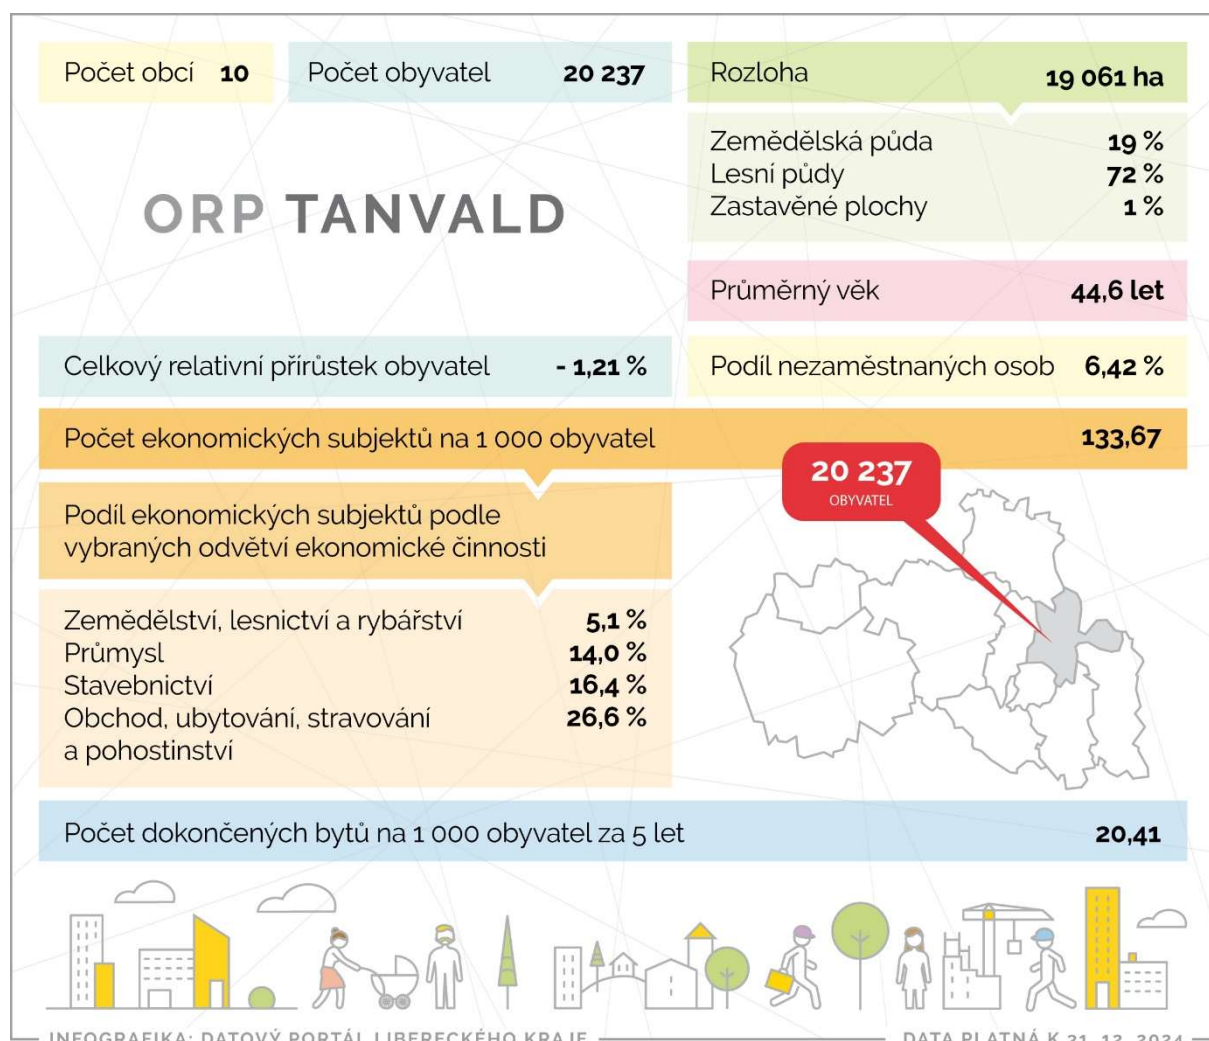 Počet obcí 10
Počet obyvatel 20 237
Rozloha 19 061 ha
Zemědělská půda 19 %
Lesní půdy 72 %
Zastavěné plochy 1 %
ORP TANVALD
Průměrný věk 44,6 let
Celkový relativní přírůstek obyvatel - 1,21 %
Podíl nezaměstnaných osob 6,42 %
Počet ekonomických subjektů na 1 000 obyvatel 133,67
20 237
OBYVATEL
Podíl ekonomických subjektů podle
vybraných odvětví ekonomické činnosti
Zemědělství, lesnictví a rybářství 5,1 %
Průmysl 14,0 %
Stavebnictví 16,4 %
Obchod, ubytování, stravování 26,6 %
a pohostinství
Počet dokončených bytů na 1 000 obyvatel za 5 let 20,41
INFOGRAFIKA: DATOVÝ PORTÁL LIBERECKÉHO KRAJE
DATA PLATNÁ K 31. 12. 2024